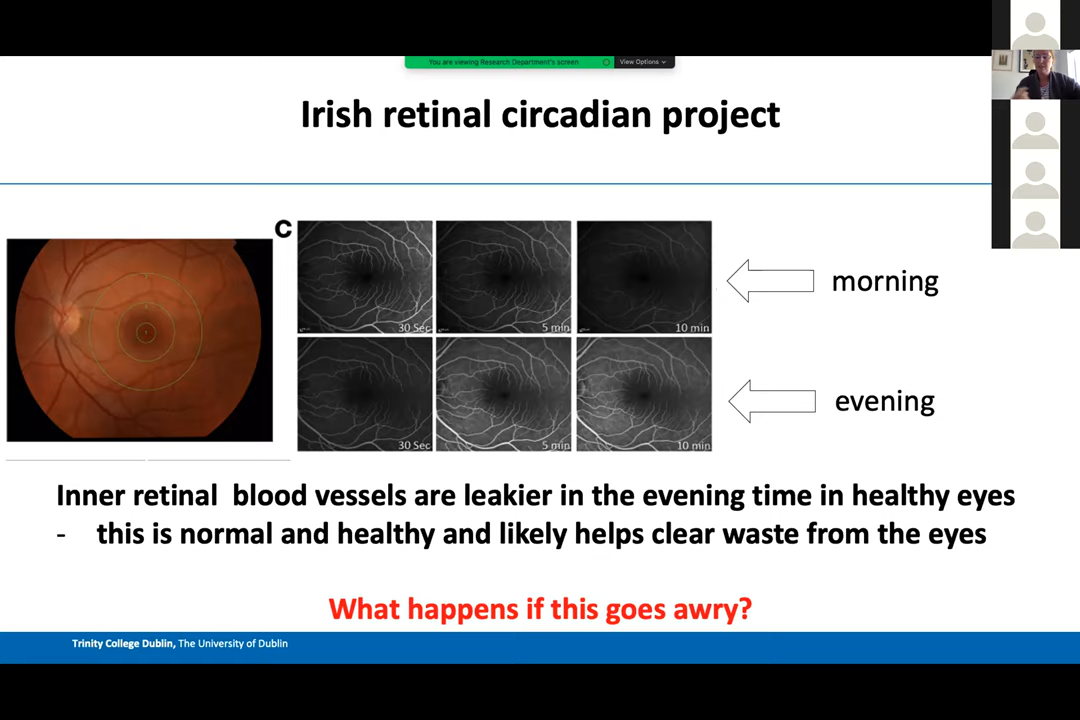 You are viewing Research Department's screen
View Options
Irish retinal circadian project
C
30 Sec
5 min
10 min
morning
30 Sec
5 min
10 min
evening
Inner retinal blood vessels are leakier in the evening time in healthy eyes
- this is normal and healthy and likely helps clear waste from the eyes
What happens if this goes awry?
Trinity College Dublin, The University of Dublin